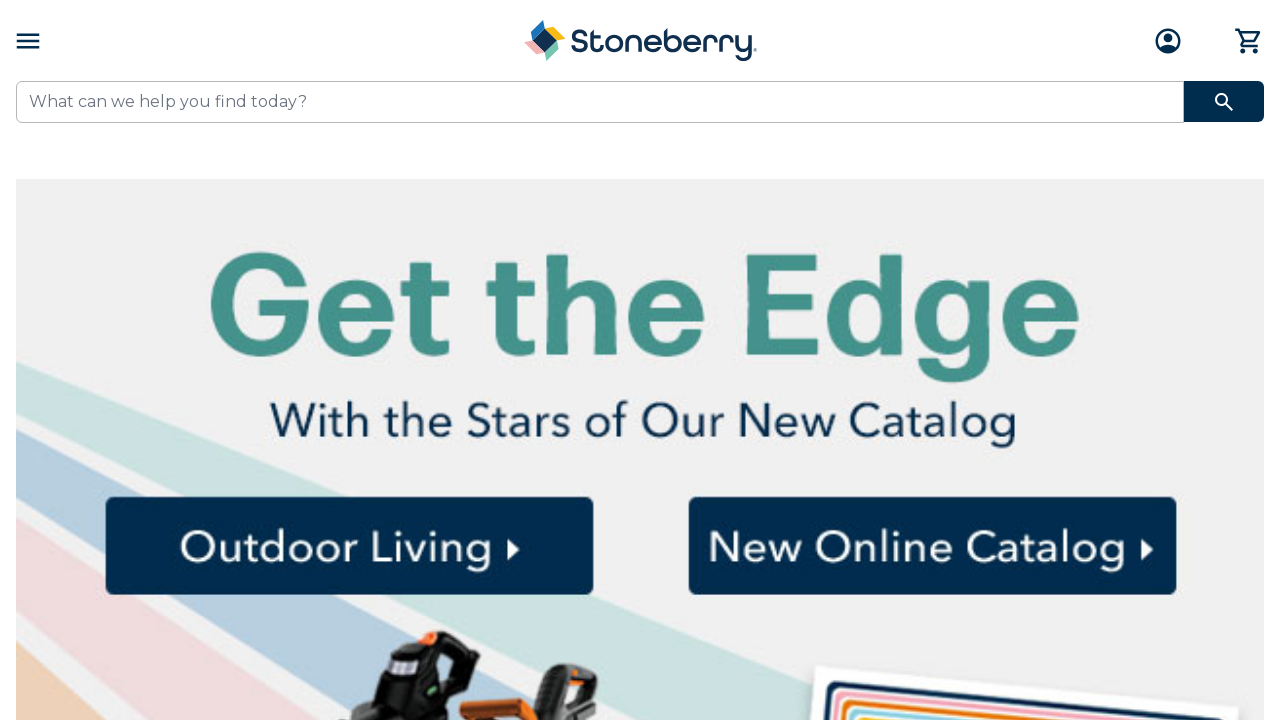 Stoneberry
What can we help you find today?
Get the Edge
With the Stars of Our New Catalog
Outdoor Living
New Online Catalog